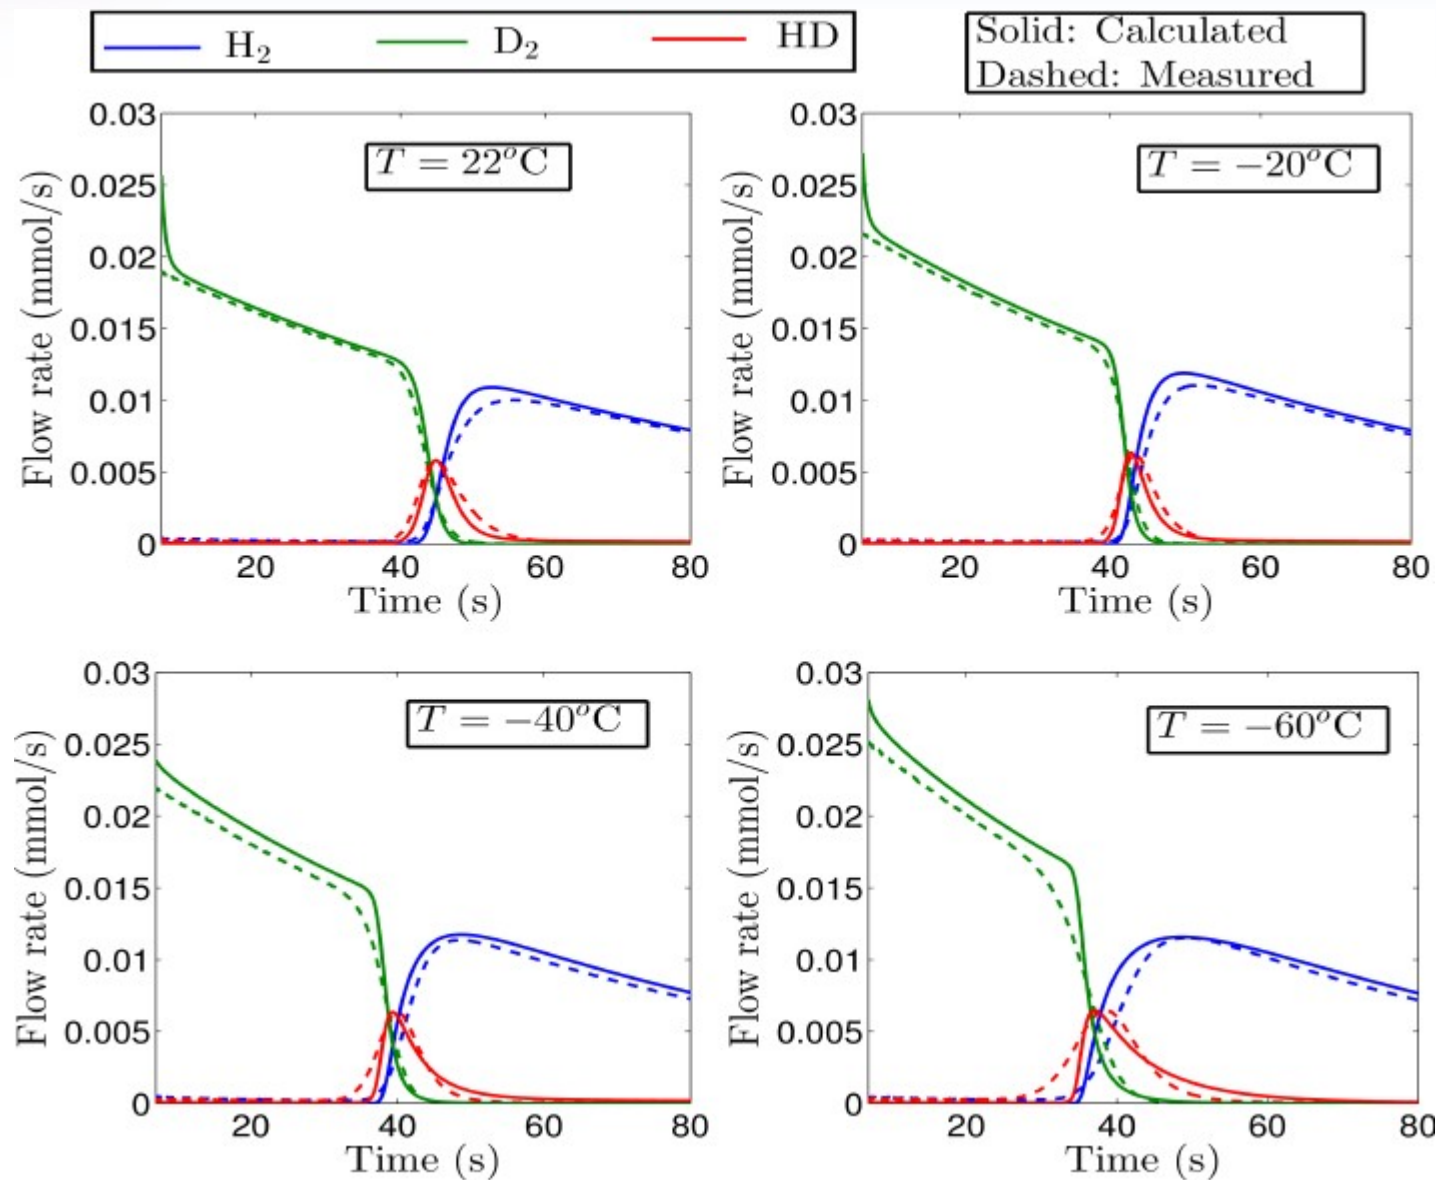 H₂ D₂ HD
Solid: Calculated
Dashed: Measured
T = 22°C
Flow rate (mmol/s)
0.03
0.025
0.02
0.015
0.01
0.005
0
20 40 60 80
Time (s)
T = −20°C
Flow rate (mmol/s)
0.03
0.025
0.02
0.015
0.01
0.005
0
20 40 60 80
Time (s)
T = −40°C
Flow rate (mmol/s)
0.03
0.025
0.02
0.015
0.01
0.005
0
20 40 60 80
Time (s)
T = −60°C
Flow rate (mmol/s)
0.03
0.025
0.02
0.015
0.01
0.005
0
20 40 60 80
Time (s)